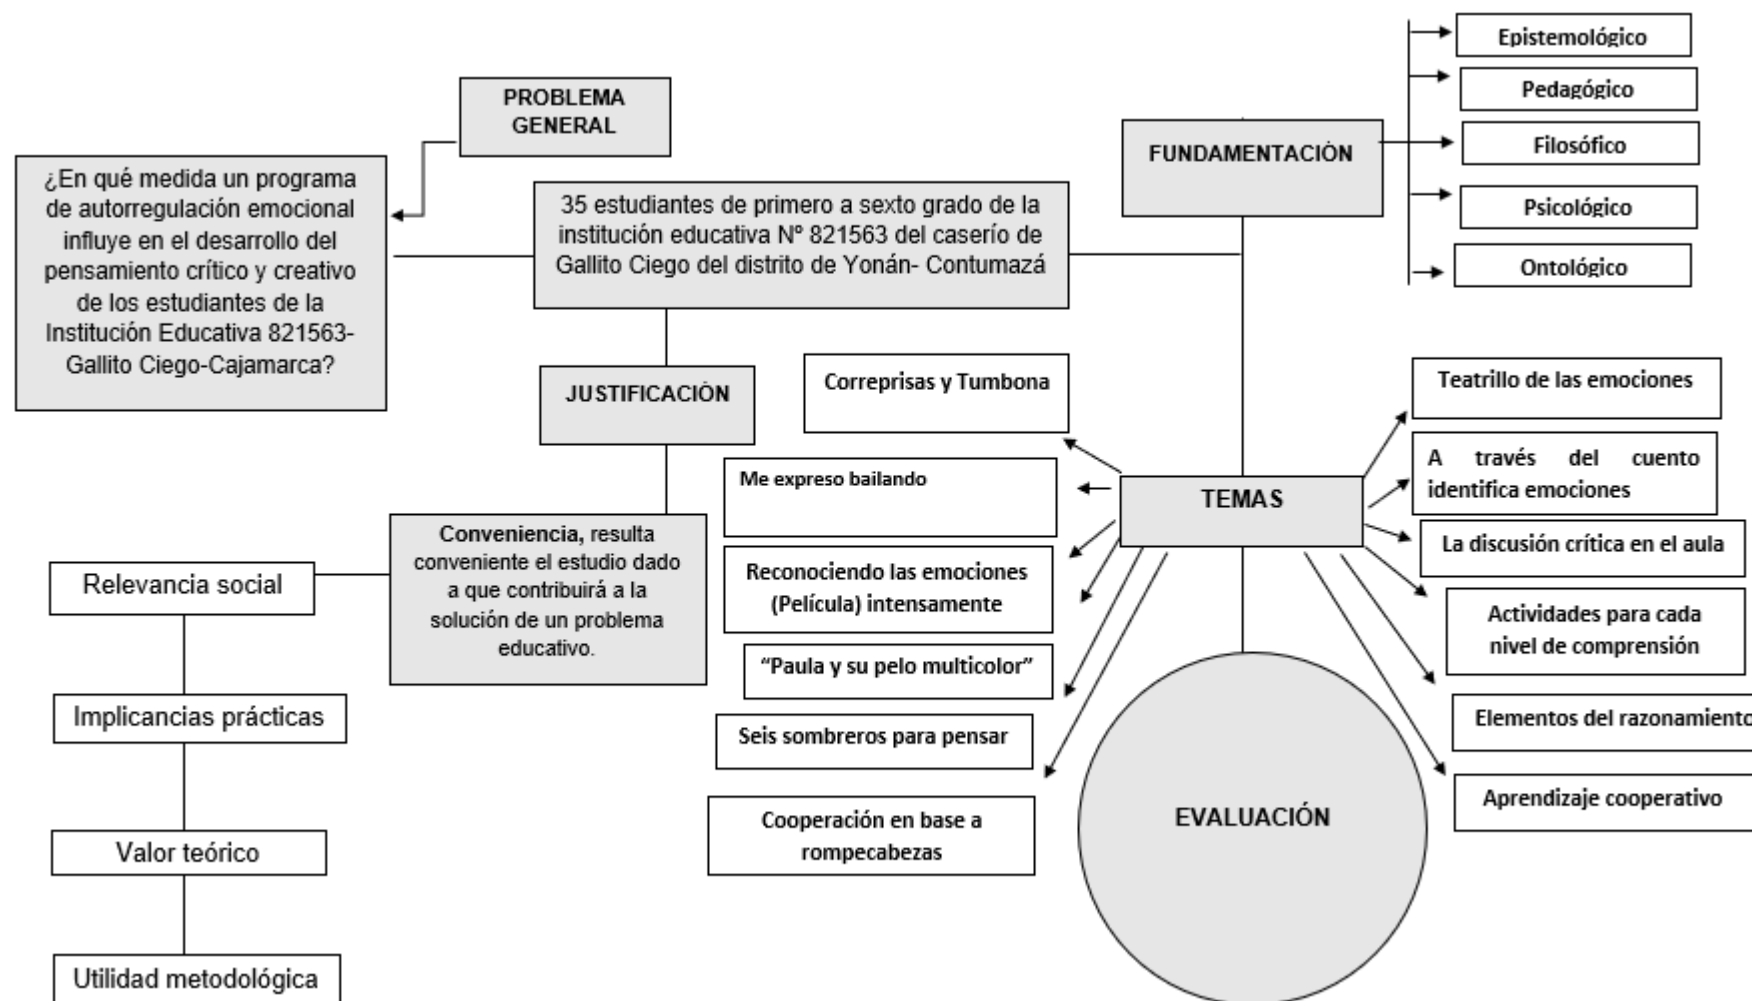 PROBLEMA
GENERAL
¿En qué medida un programa
de autorregulación emocional
influye en el desarrollo del
pensamiento crítico y creativo
de los estudiantes de la
Institución Educativa 821563-
Gallito Ciego-Cajamarca?
35 estudiantes de primero a sexto grado de la
institución educativa Nº 821563 del caserío de
Gallito Ciego del distrito de Yonán- Contumazá
FUNDAMENTACIÓN
Epistemológico
Pedagógico
Filosófico
Psicológico
Ontológico
JUSTIFICACIÓN
Conveniencia, resulta
conveniente el estudio dado
a que contribuirá a la
solución de un problema
educativo.
Relevancia social
Implicancias prácticas
Valor teórico
Utilidad metodológica
TEMAS
Correprisas y Tumbona
Me expreso bailando
Reconociendo las emociones
(Película) intensamente
“Paula y su pelo multicolor”
Seis sombreros para pensar
Cooperación en base a
rompecabezas
Teatrillo de las emociones
A través del cuento
identifica emociones
La discusión crítica en el aula
Actividades para cada
nivel de comprensión
Elementos del razonamiento
Aprendizaje cooperativo
EVALUACIÓN